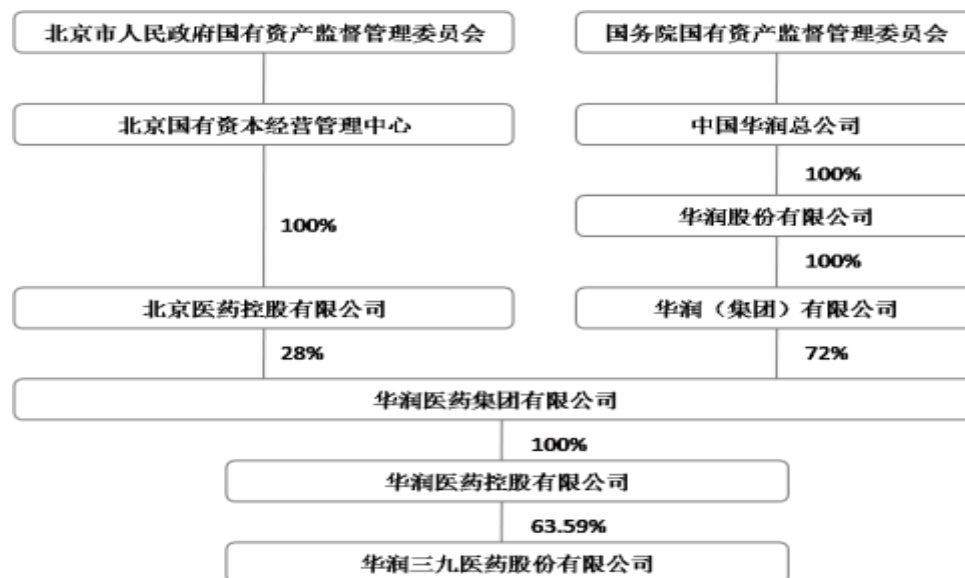 北京市人民政府国有资产监督管理委员会
国务院国有资产监督管理委员会
北京国有资本经营管理中心
中国华润总公司
100%
华润股份有限公司
100%
100%
北京医药控股有限公司
华润（集团）有限公司
28%
72%
华润医药集团有限公司
100%
华润医药控股有限公司
63.59%
华润三九医药股份有限公司